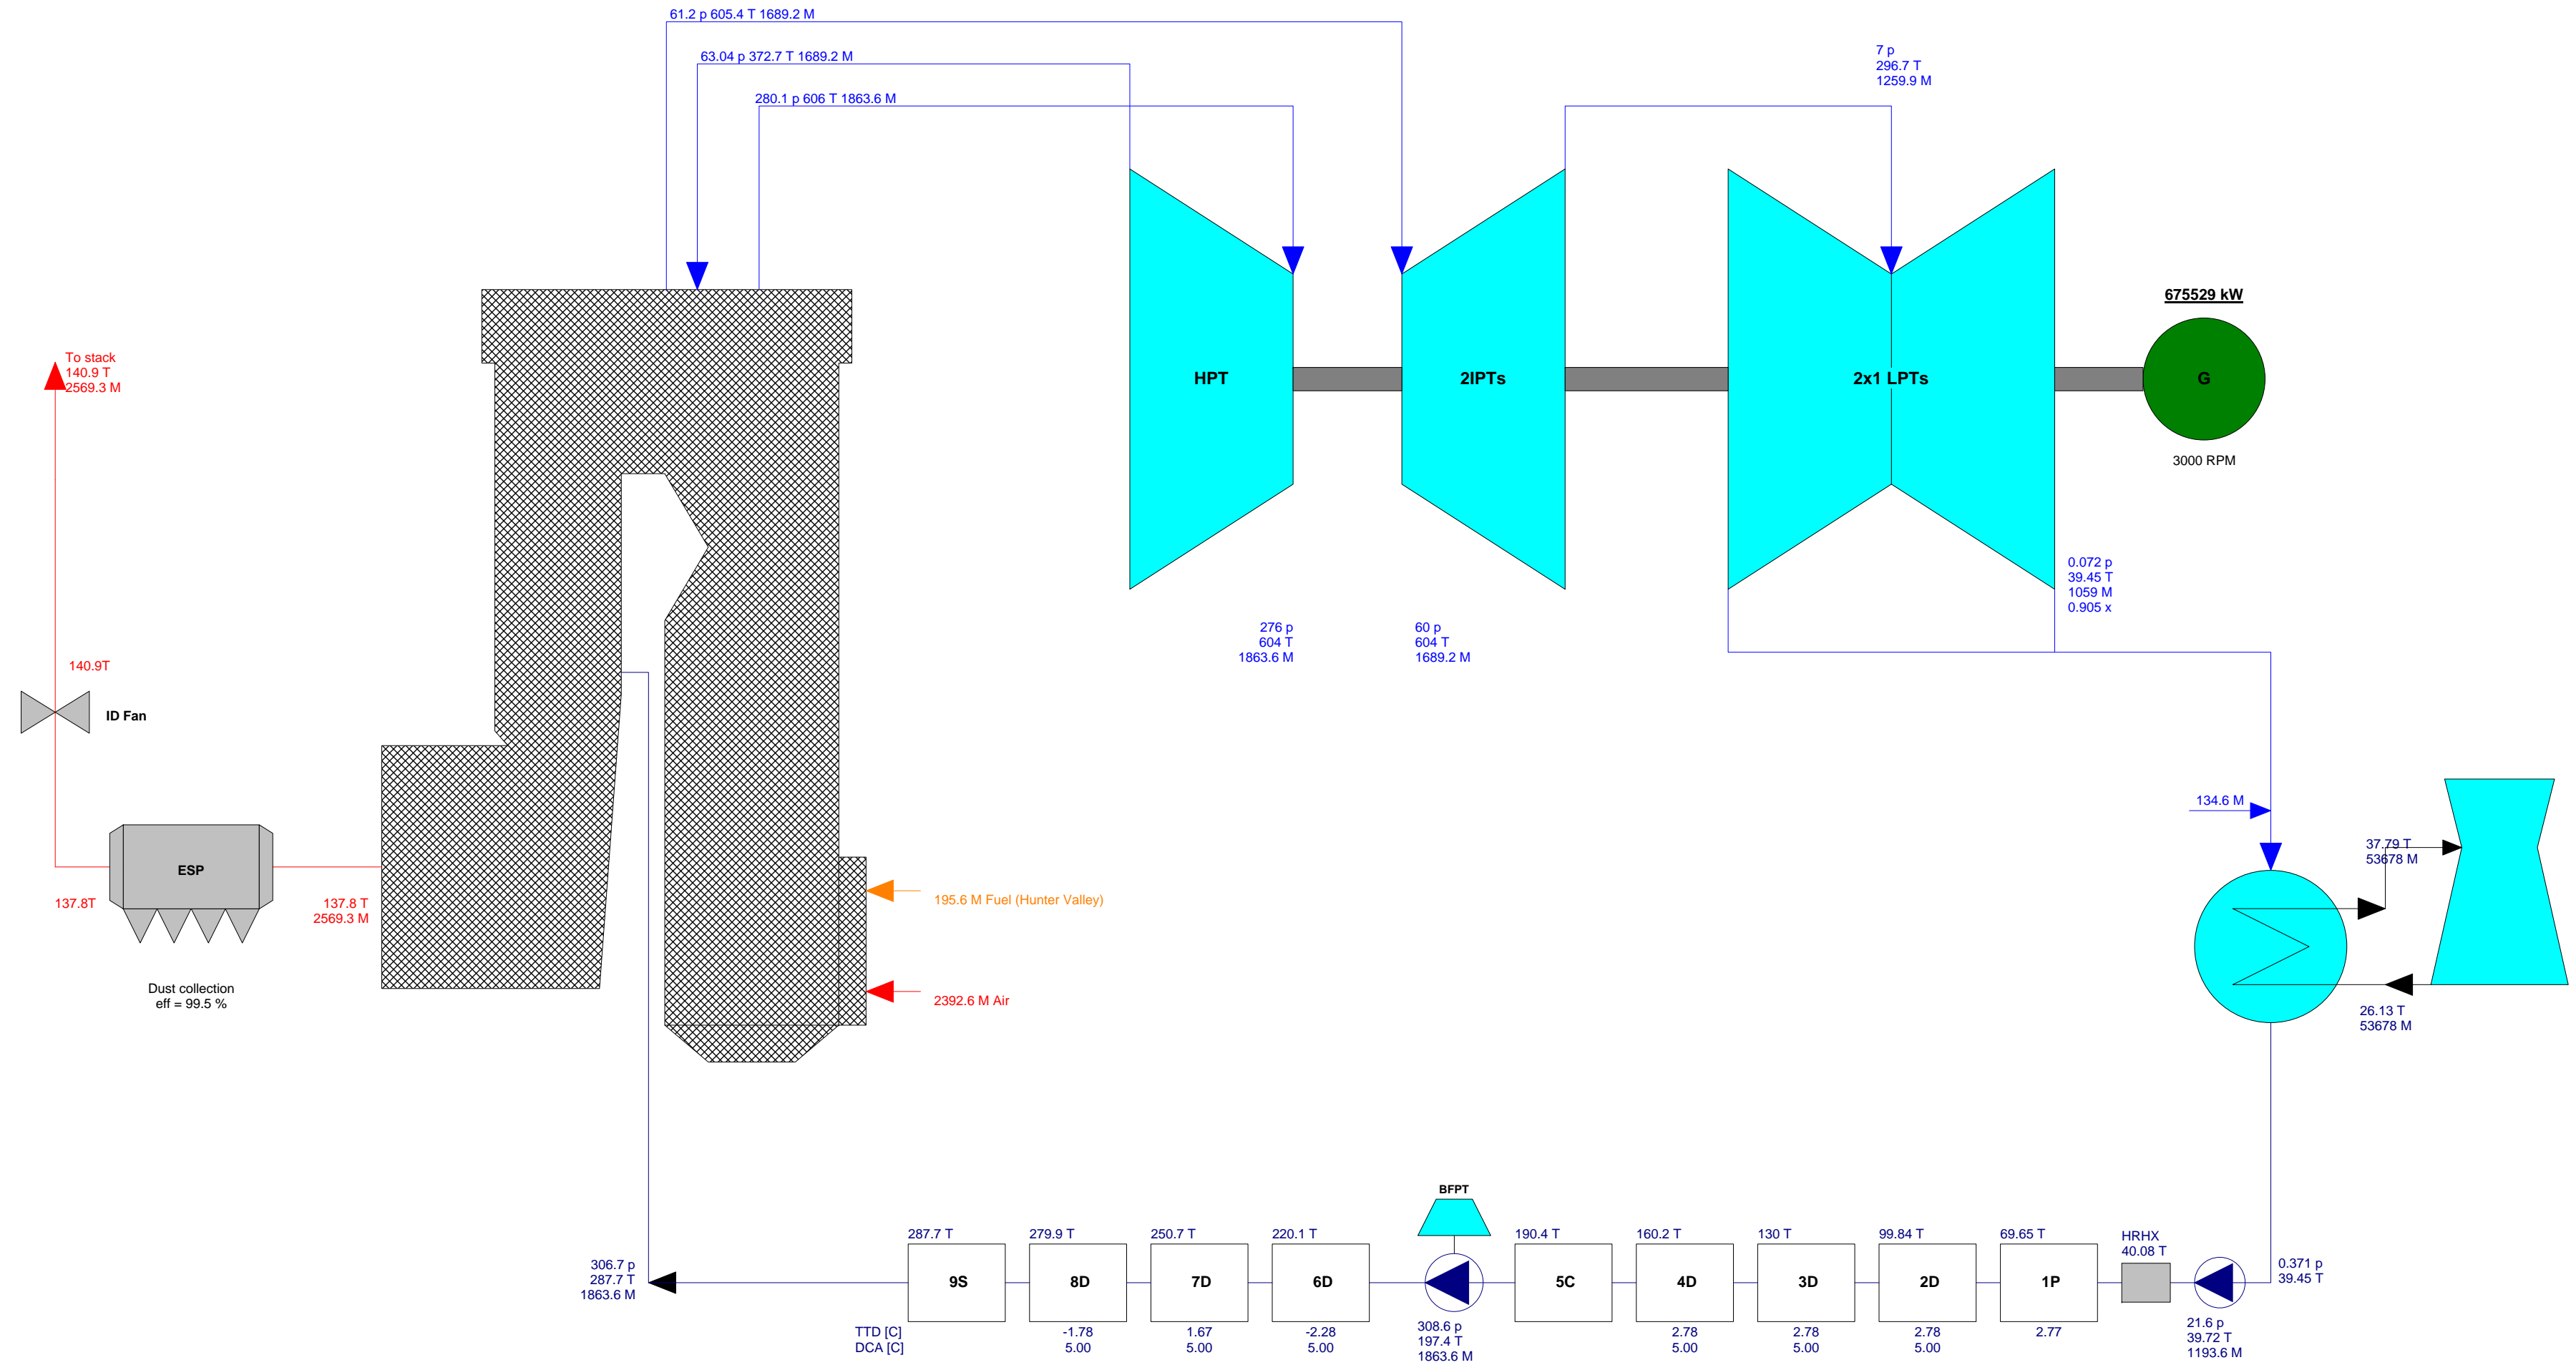 61.2 p 605.4 T 1689.2 M
63.04 p 372.7 T 1689.2 M
280.1 p 606 T 1863.6 M
7 p
296.7 T
1259.9 M
675529 kW
HPT
2IPTs
2x1 LPTs
G
3000 RPM
To stack
140.9 T
2569.3 M
0.072 p
39.45 T
1059 M
0.905 x
276 p
604 T
1863.6 M
60 p
604 T
1689.2 M
140.9T
ID Fan
134.6 M
37.79 T
53678 M
ESP
137.8T
137.8 T
2569.3 M
195.6 M Fuel (Hunter Valley)
Dust collection
eff = 99.5 %
2392.6 M Air
26.13 T
53678 M
BFPT
287.7 T
279.9 T
250.7 T
220.1 T
190.4 T
160.2 T
130 T
99.84 T
69.65 T
HRHX
40.08 T
306.7 p
287.7 T
1863.6 M
9S
8D
7D
6D
5C
4D
3D
2D
1P
0.371 p
39.45 T
TTD [C]
-1.78
1.67
-2.28
2.78
2.78
2.78
2.77
DCA [C]
5.00
5.00
5.00
5.00
5.00
5.00
308.6 p
197.4 T
1863.6 M
21.6 p
39.72 T
1193.6 M